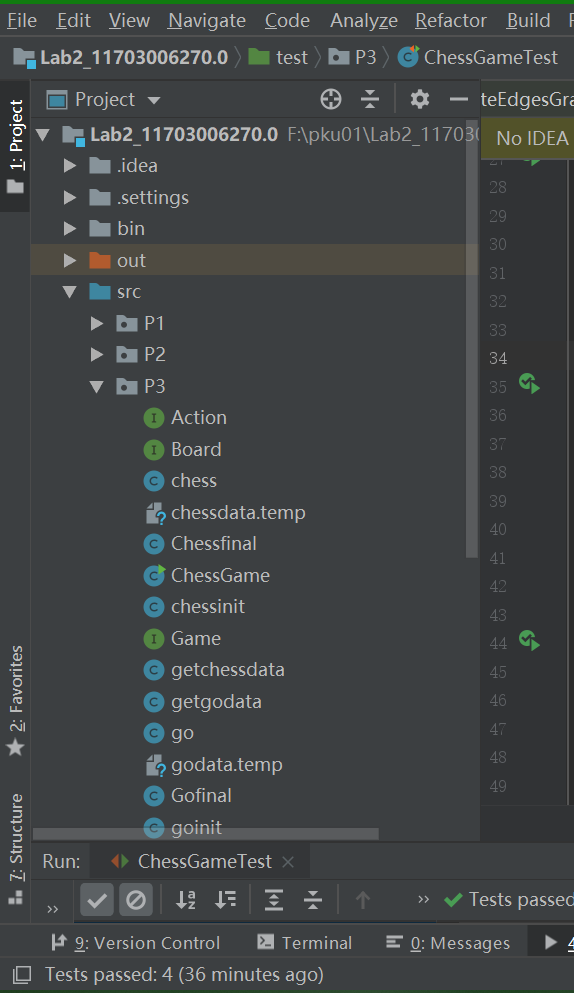 File Edit View Navigate Code Analyze Refactor Build
Lab2_11703006270.0 test P3 ChessGameTest
1: Project
Project
teEdgesGra
Lab2_11703006270.0 F:\pku01\Lab2_11703
No IDEA
.idea
.settings
bin
out
src
P1
P2
P3
Action
Board
chess
chessdata.temp
Chessfinal
ChessGame
chessinit
Game
getchessdata
getgodata
go
godata.temp
Gofinal
goinit
27
28
29
30
31
32
33
34
35
36
37
38
39
40
41
42
43
44
45
46
47
48
49
2: Favorites
7: Structure
Run: ChessGameTest
» » Tests passed
9: Version Control Terminal 0: Messages 4
Tests passed: 4 (36 minutes ago)